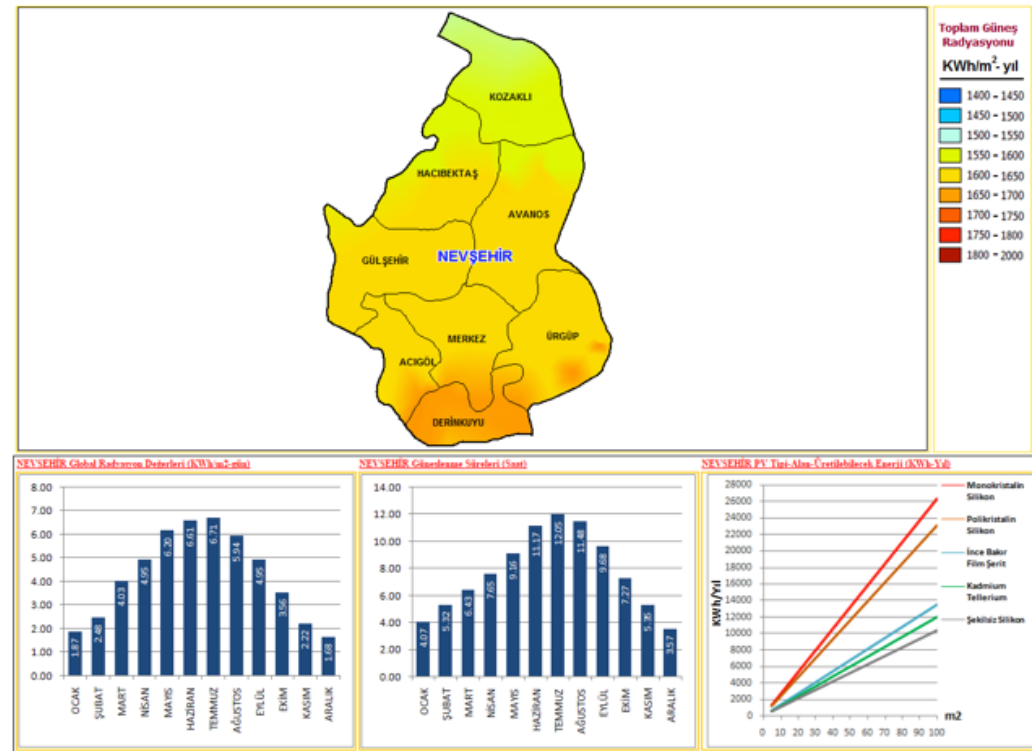 Toplam Güneş
Radyasyonu
KWh/m²- yıl
1400 - 1450
1450 - 1500
1500 - 1550
1550 - 1600
1600 - 1650
1650 - 1700
1700 - 1750
1750 - 1800
1800 - 2000
KOZAKLI
HACIBEKTAŞ
AVANOS
GÜLŞEHİR
NEVŞEHİR
MERKEZ
ÜRGÜP
ACIGÖL
DERİNKUYU
NEVŞEHİR Global Radyasyon Değerleri (KWh/m2-gün)
8.00
7.00
6.00
5.00
4.00
3.00
2.00
1.00
0.00
1.87
2.48
4.03
4.95
6.20
6.61
6.71
5.94
4.95
3.56
2.22
1.68
OCAK
ŞUBAT
MART
NİSAN
MAYIS
HAZİRAN
TEMMUZ
AĞUSTOS
EYLÜL
EKİM
KASIM
ARALIK
NEVŞEHİR Güneşlenme Süreleri (Saat)
14.00
12.00
10.00
8.00
6.00
4.00
2.00
0.00
4.07
5.32
6.43
7.65
9.16
11.17
12.05
11.48
9.68
7.27
5.35
3.57
OCAK
ŞUBAT
MART
NİSAN
MAYIS
HAZİRAN
TEMMUZ
AĞUSTOS
EYLÜL
EKİM
KASIM
ARALIK
NEVŞEHİR PV Tipi-Alan-Üretilebilecek Enerji (KWh-Yıl)
KWh/Yıl
28000
26000
24000
22000
20000
18000
16000
14000
12000
10000
8000
6000
4000
2000
0
0 10 20 30 40 50 60 70 80 90 100
m2
Monokristalin
Silikon
Polikristalin
Silikon
İnce Bakır
Film Şerit
Kadmium
Tellerium
Şekilsiz Silikon